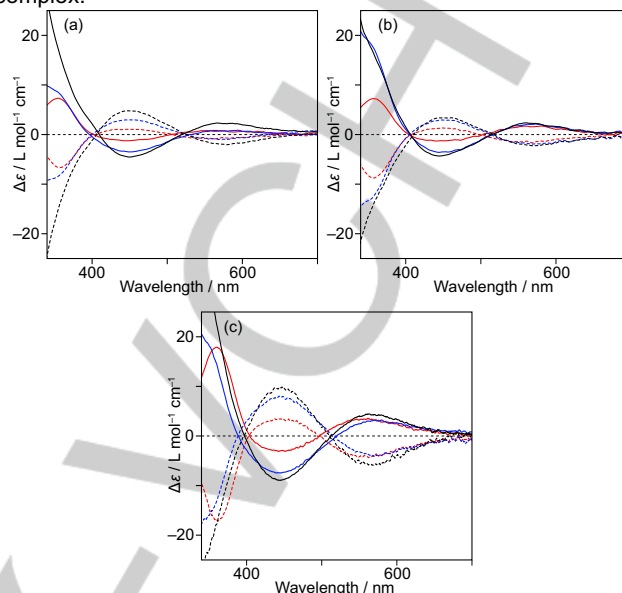 complex.
(a)
(b)
20
0
–20
Δε / L mol⁻¹ cm⁻¹
400
600
Wavelength / nm
20
0
–20
Δε / L mol⁻¹ cm⁻¹
400
600
Wavelength / nm
(c)
20
0
–20
Δε / L mol⁻¹ cm⁻¹
400
600
Wavelength / nm